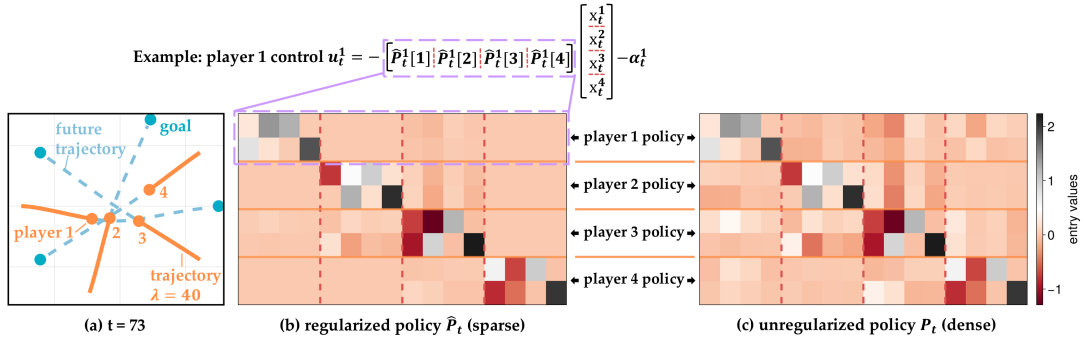 Example: player 1 control u_t^1 = − [P̂_t^1[1] P̂_t^1[2] P̂_t^1[3] P̂_t^1[4]] [x_t^1 x_t^2 x_t^3 x_t^4] −α_t^1
future
trajectory
goal
4
player 1
2
3
trajectory
λ = 40
(a) t = 73
player 1 policy
player 2 policy
player 3 policy
player 4 policy
(b) regularized policy P̂_t (sparse)
(c) unregularized policy P_t (dense)
2
1
0
−1
entry values